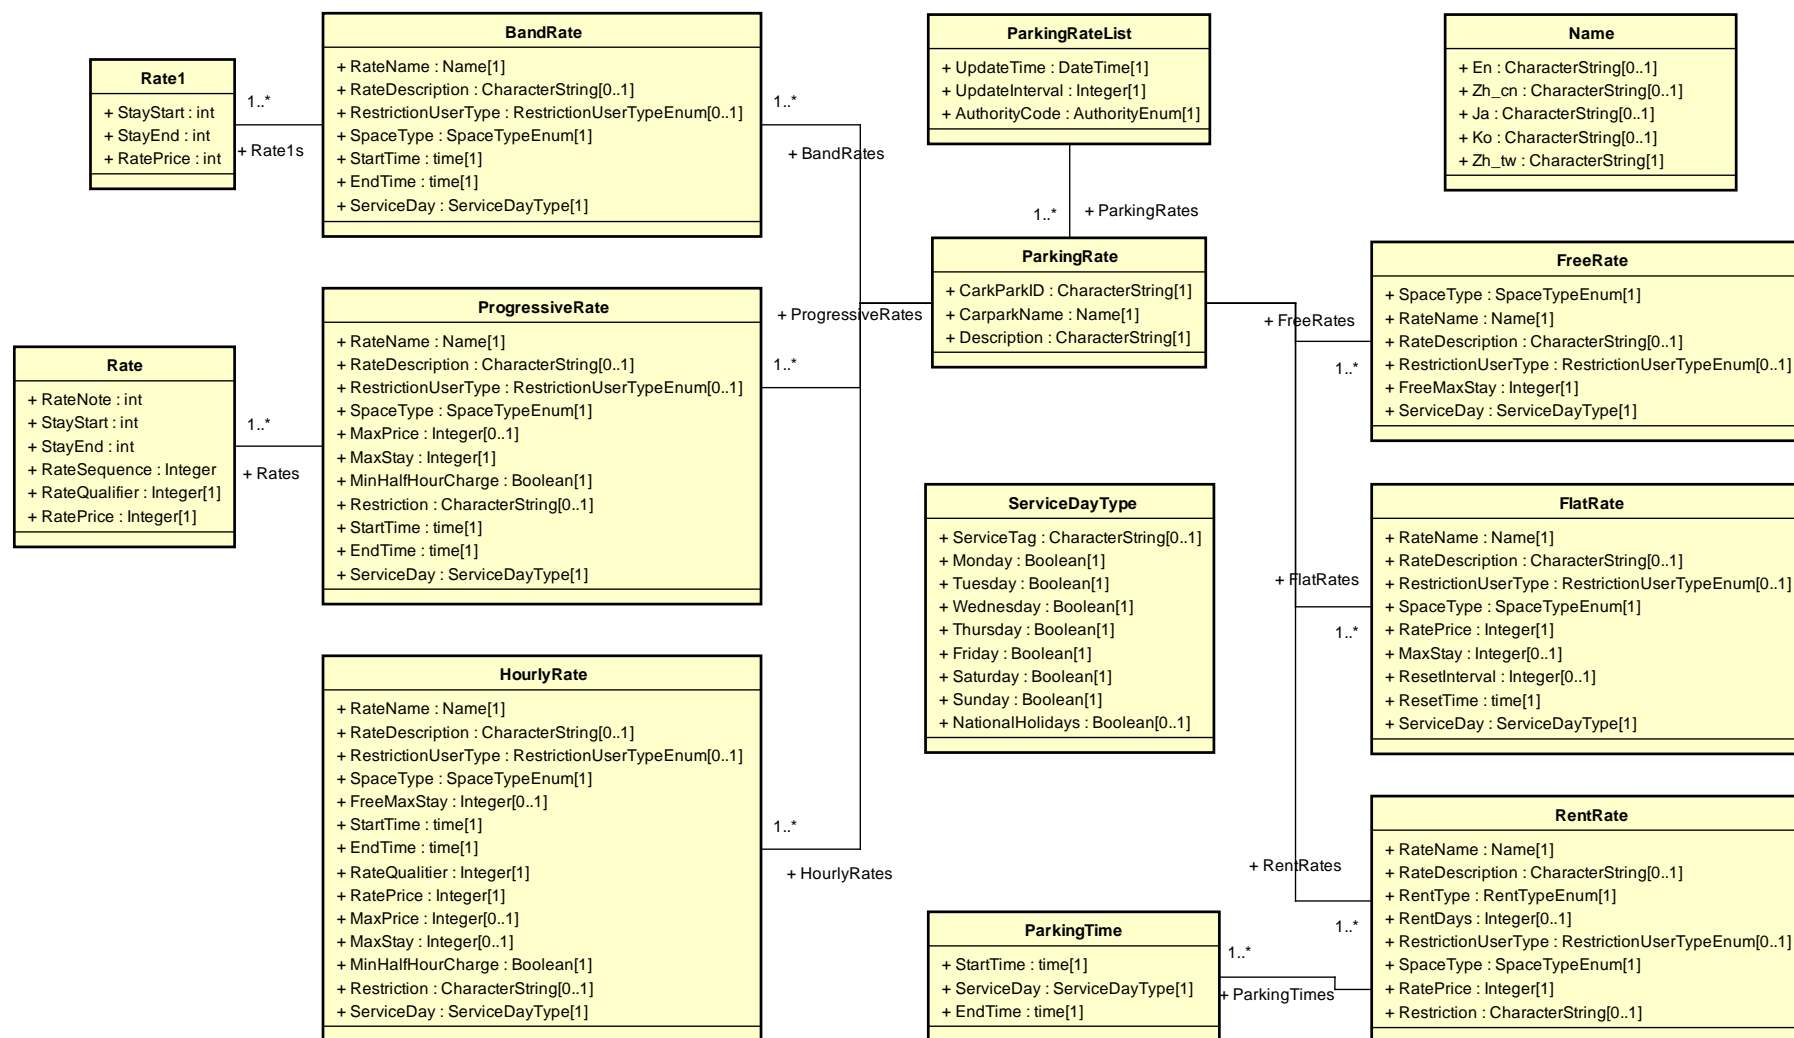 Rate1
+ StayStart : int
+ StayEnd : int
+ RatePrice : int
1..*
+ Rate1s
BandRate
+ RateName : Name[1]
+ RateDescription : CharacterString[0..1]
+ RestrictionUserType : RestrictionUserTypeEnum[0..1]
+ SpaceType : SpaceTypeEnum[1]
+ StartTime : time[1]
+ EndTime : time[1]
+ ServiceDay : ServiceDayType[1]
1..*
+ BandRates
ParkingRateList
+ UpdateTime : DateTime[1]
+ UpdateInterval : Integer[1]
+ AuthorityCode : AuthorityEnum[1]
1..*
+ ParkingRates
Name
+ En : CharacterString[0..1]
+ Zh_cn : CharacterString[0..1]
+ Ja : CharacterString[0..1]
+ Ko : CharacterString[0..1]
+ Zh_tw : CharacterString[1]
Rate
+ RateNote : int
+ StayStart : int
+ StayEnd : int
+ RateSequence : Integer
+ RateQualifier : Integer[1]
+ RatePrice : Integer[1]
1..*
+ Rates
ProgressiveRate
+ RateName : Name[1]
+ RateDescription : CharacterString[0..1]
+ RestrictionUserType : RestrictionUserTypeEnum[0..1]
+ SpaceType : SpaceTypeEnum[1]
+ MaxPrice : Integer[0..1]
+ MaxStay : Integer[1]
+ MinHalfHourCharge : Boolean[1]
+ Restriction : CharacterString[0..1]
+ StartTime : time[1]
+ EndTime : time[1]
+ ServiceDay : ServiceDayType[1]
+ ProgressiveRates
1..*
ParkingRate
+ CarkParkID : CharacterString[1]
+ CarparkName : Name[1]
+ Description : CharacterString[1]
+ FreeRates
1..*
FreeRate
+ SpaceType : SpaceTypeEnum[1]
+ RateName : Name[1]
+ RateDescription : CharacterString[0..1]
+ RestrictionUserType : RestrictionUserTypeEnum[0..1]
+ FreeMaxStay : Integer[1]
+ ServiceDay : ServiceDayType[1]
ServiceDayType
+ ServiceTag : CharacterString[0..1]
+ Monday : Boolean[1]
+ Tuesday : Boolean[1]
+ Wednesday : Boolean[1]
+ Thursday : Boolean[1]
+ Friday : Boolean[1]
+ Saturday : Boolean[1]
+ Sunday : Boolean[1]
+ NationalHolidays : Boolean[0..1]
+ FlatRates
1..*
FlatRate
+ RateName : Name[1]
+ RateDescription : CharacterString[0..1]
+ RestrictionUserType : RestrictionUserTypeEnum[0..1]
+ SpaceType : SpaceTypeEnum[1]
+ RatePrice : Integer[1]
+ MaxStay : Integer[0..1]
+ ResetInterval : Integer[0..1]
+ ResetTime : time[1]
+ ServiceDay : ServiceDayType[1]
HourlyRate
+ RateName : Name[1]
+ RateDescription : CharacterString[0..1]
+ RestrictionUserType : RestrictionUserTypeEnum[0..1]
+ SpaceType : SpaceTypeEnum[1]
+ FreeMaxStay : Integer[0..1]
+ StartTime : time[1]
+ EndTime : time[1]
+ RateQualitier : Integer[1]
+ RatePrice : Integer[1]
+ MaxPrice : Integer[0..1]
+ MaxStay : Integer[0..1]
+ MinHalfHourCharge : Boolean[1]
+ Restriction : CharacterString[0..1]
+ ServiceDay : ServiceDayType[1]
1..*
+ HourlyRates
ParkingTime
+ StartTime : time[1]
+ ServiceDay : ServiceDayType[1]
+ EndTime : time[1]
1..*
+ ParkingTimes
+ RentRates
1..*
RentRate
+ RateName : Name[1]
+ RateDescription : CharacterString[0..1]
+ RentType : RentTypeEnum[1]
+ RentDays : Integer[0..1]
+ RestrictionUserType : RestrictionUserTypeEnum[0..1]
+ SpaceType : SpaceTypeEnum[1]
+ RatePrice : Integer[1]
+ Restriction : CharacterString[0..1]